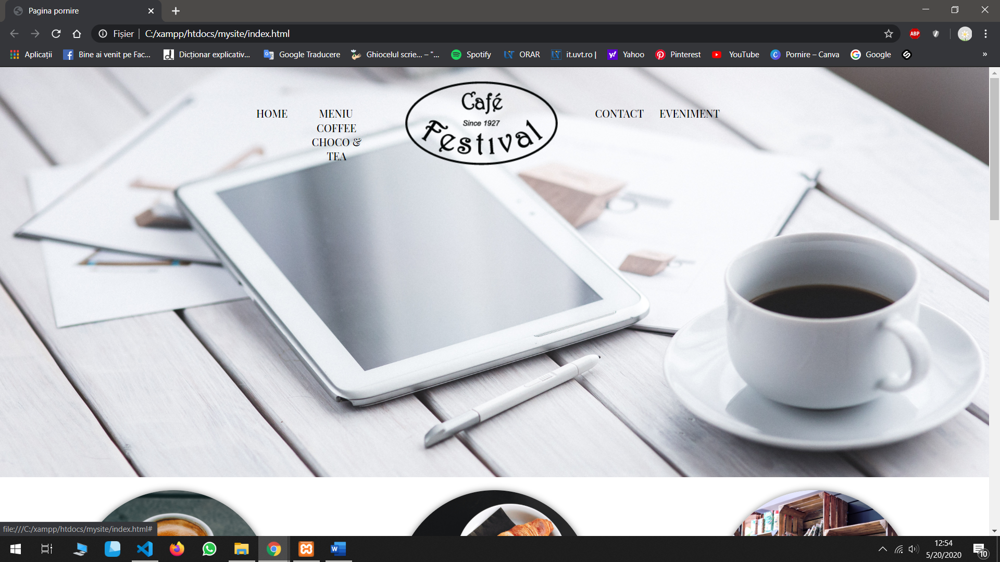 Pagina pornire
Fișier | C:/xampp/htdocs/mysite/index.html
ABP
Aplicații
Bine ai venit pe Fac...
Dicționar explicativ...
Google Traducere
Ghiocelul scrie... – "...
Spotify
ORAR
it.uvt.ro |
Yahoo
Pinterest
YouTube
Pornire – Canva
Google
»
HOME
MENIU
COFFEE
CHOCO &
TEA
Café
Since 1927
Festival
CONTACT
EVENIMENT
file:///C:/xampp/htdocs/mysite/index.html#
12:54
5/20/2020
10